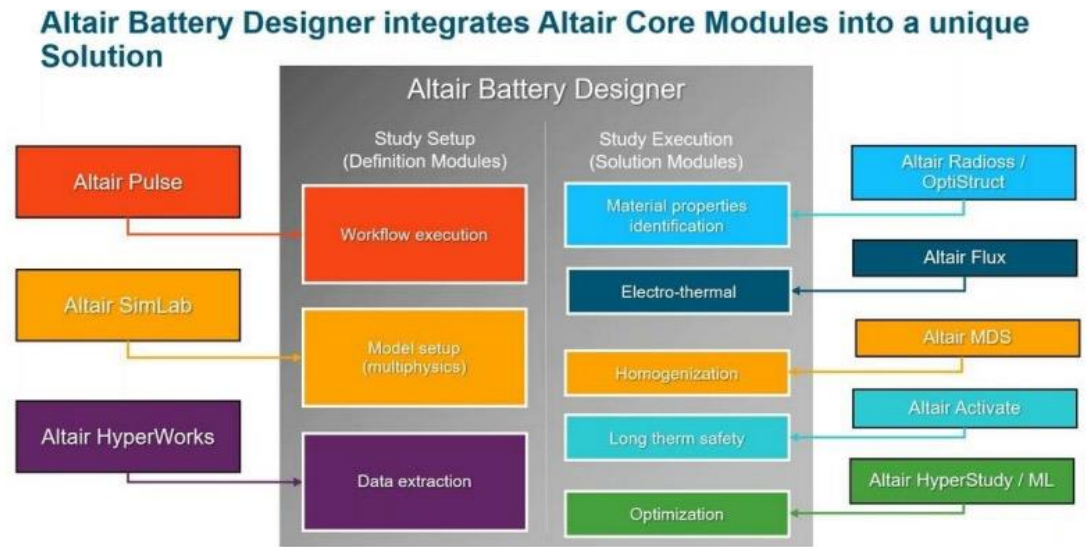 Altair Battery Designer integrates Altair Core Modules into a unique
Solution
Altair Battery Designer
Study Setup
(Definition Modules)
Study Execution
(Solution Modules)
Altair Pulse
Altair SimLab
Altair HyperWorks
Workflow execution
Model setup
(multiphysics)
Data extraction
Material properties
identification
Electro-thermal
Homogenization
Long therm safety
Optimization
Altair Radioss /
OptiStruct
Altair Flux
Altair MDS
Altair Activate
Altair HyperStudy / ML